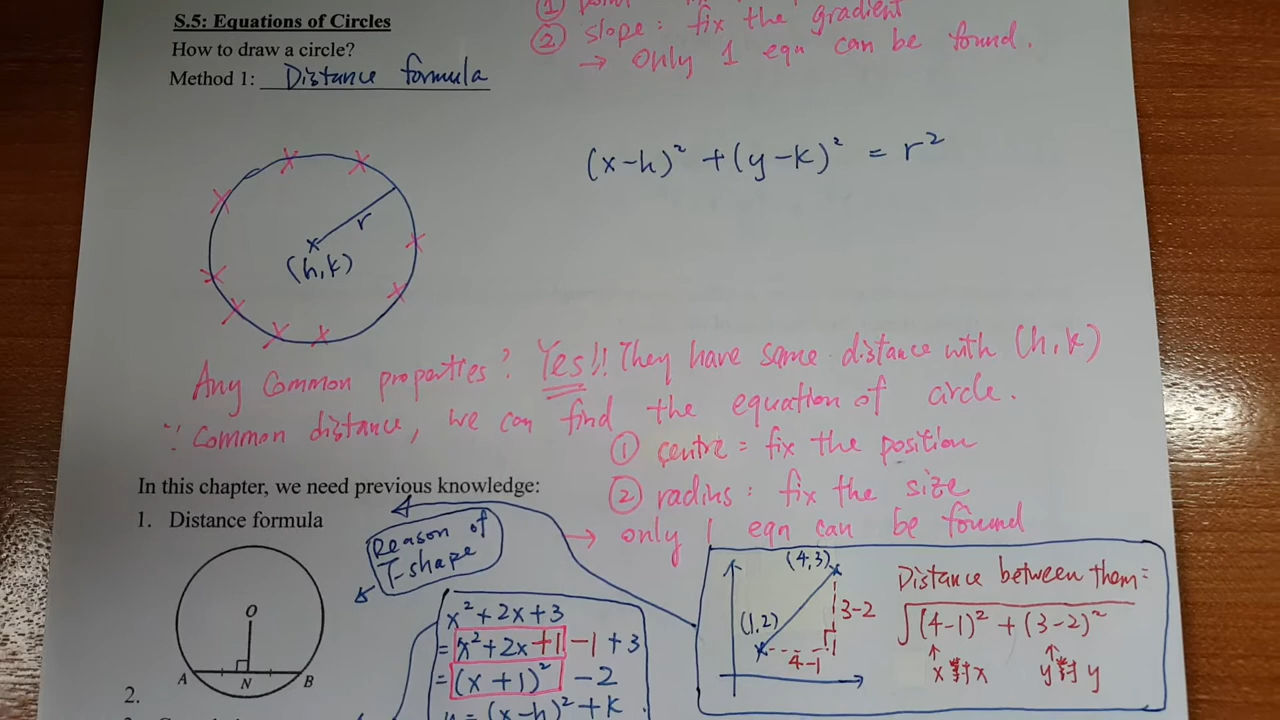 S.5: Equations of Circles
How to draw a circle?
Method 1: Distance formula
① point
② slope: fix the gradient
→ Only 1 eqn can be found.
(x-h)² + (y-k)² = r²
r
(h,k)
Any Common properties? Yes!! They have same distance with (h,k)
∵ Common distance, we can find the equation of circle.
① centre = fix the position
② radius: fix the size
→ only 1 eqn can be found
In this chapter, we need previous knowledge:
1. Distance formula
Reason of
T-shape
O
A N B
2.
x²+2x+3
= x²+2x+1-1+3
= (x+1)² -2
y = (x-h)²+k
(4,3)
(1,2)
3-2
4-1
Distance between them=
√(4-1)² + (3-2)²
x對x y對y